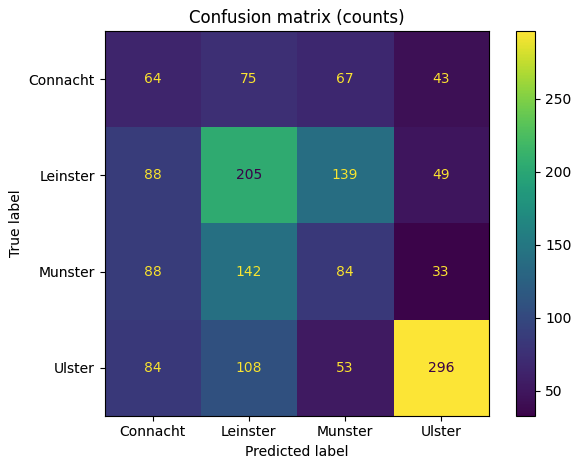 Confusion matrix (counts)
True label
Connacht 64 75 67 43
Leinster 88 205 139 49
Munster 88 142 84 33
Ulster 84 108 53 296
Connacht Leinster Munster Ulster
Predicted label
250
200
150
100
50